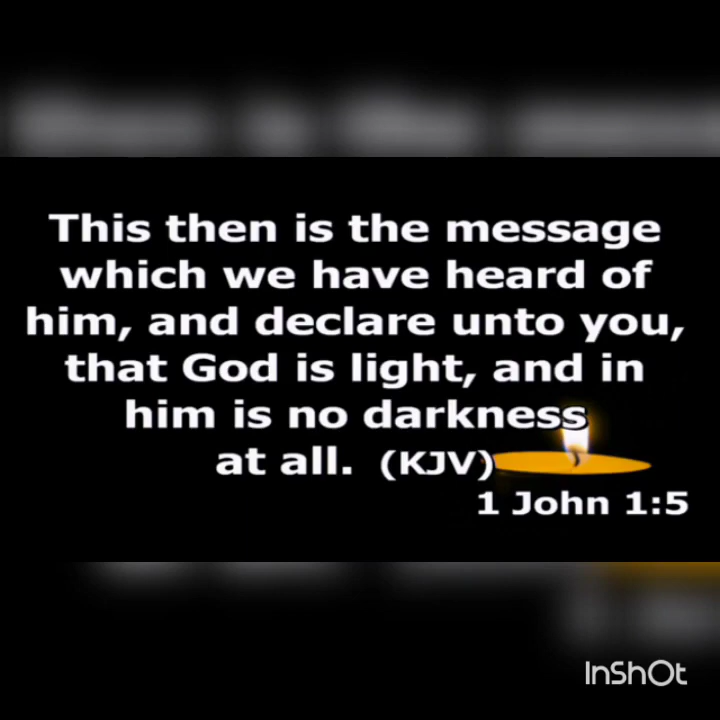 This then is the message
which we have heard of
him, and declare unto you,
that God is light, and in
him is no darkness
at all. (KJV)
1 John 1:5
InShOt